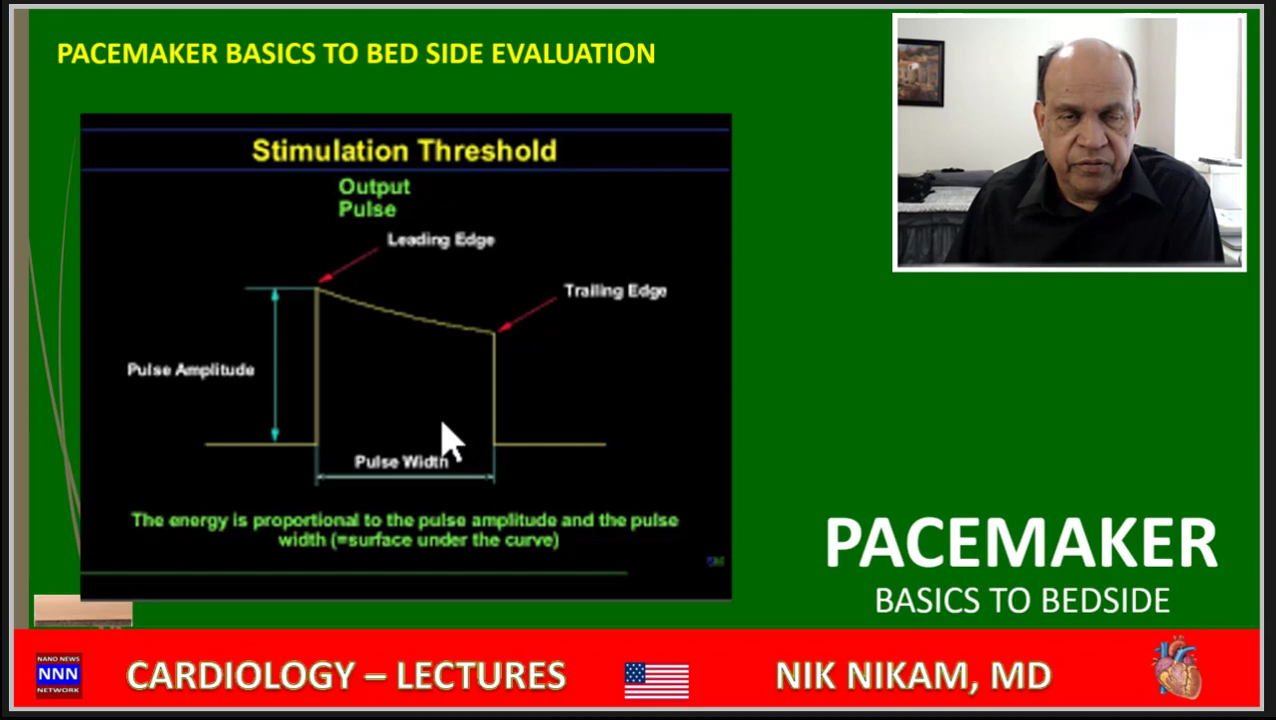 PACEMAKER BASICS TO BED SIDE EVALUATION
Stimulation Threshold
Output
Pulse
Leading Edge
Trailing Edge
Pulse Amplitude
Pulse Width
The energy is proportional to the pulse amplitude and the pulse
width (=surface under the curve)
PACEMAKER
BASICS TO BEDSIDE
NANO NEWS
NNN
NETWORK
CARDIOLOGY – LECTURES
NIK NIKAM, MD